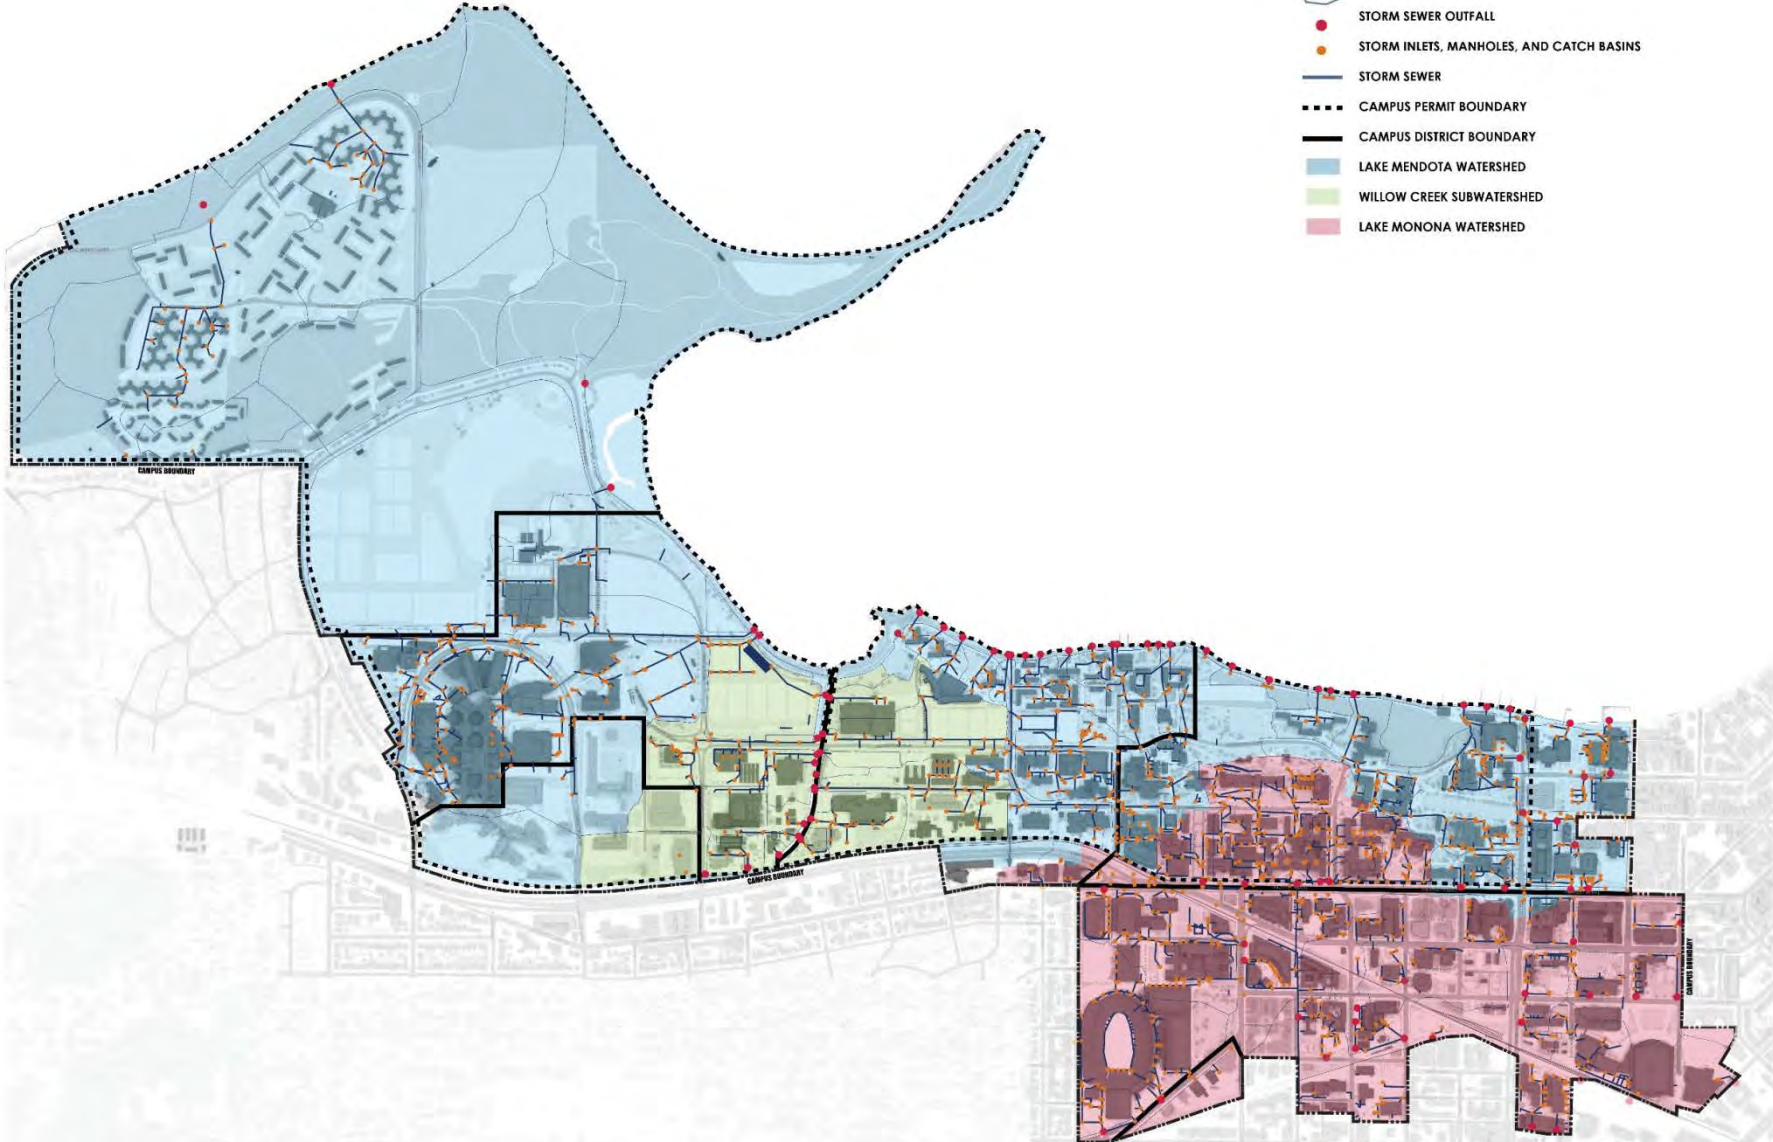 STORM SEWER OUTFALL
STORM INLETS, MANHOLES, AND CATCH BASINS
STORM SEWER
CAMPUS PERMIT BOUNDARY
CAMPUS DISTRICT BOUNDARY
LAKE MENDOTA WATERSHED
WILLOW CREEK SUBWATERSHED
LAKE MONONA WATERSHED
CAMPUS BOUNDARY
CAMPUS BOUNDARY
CAMPUS BOUNDARY